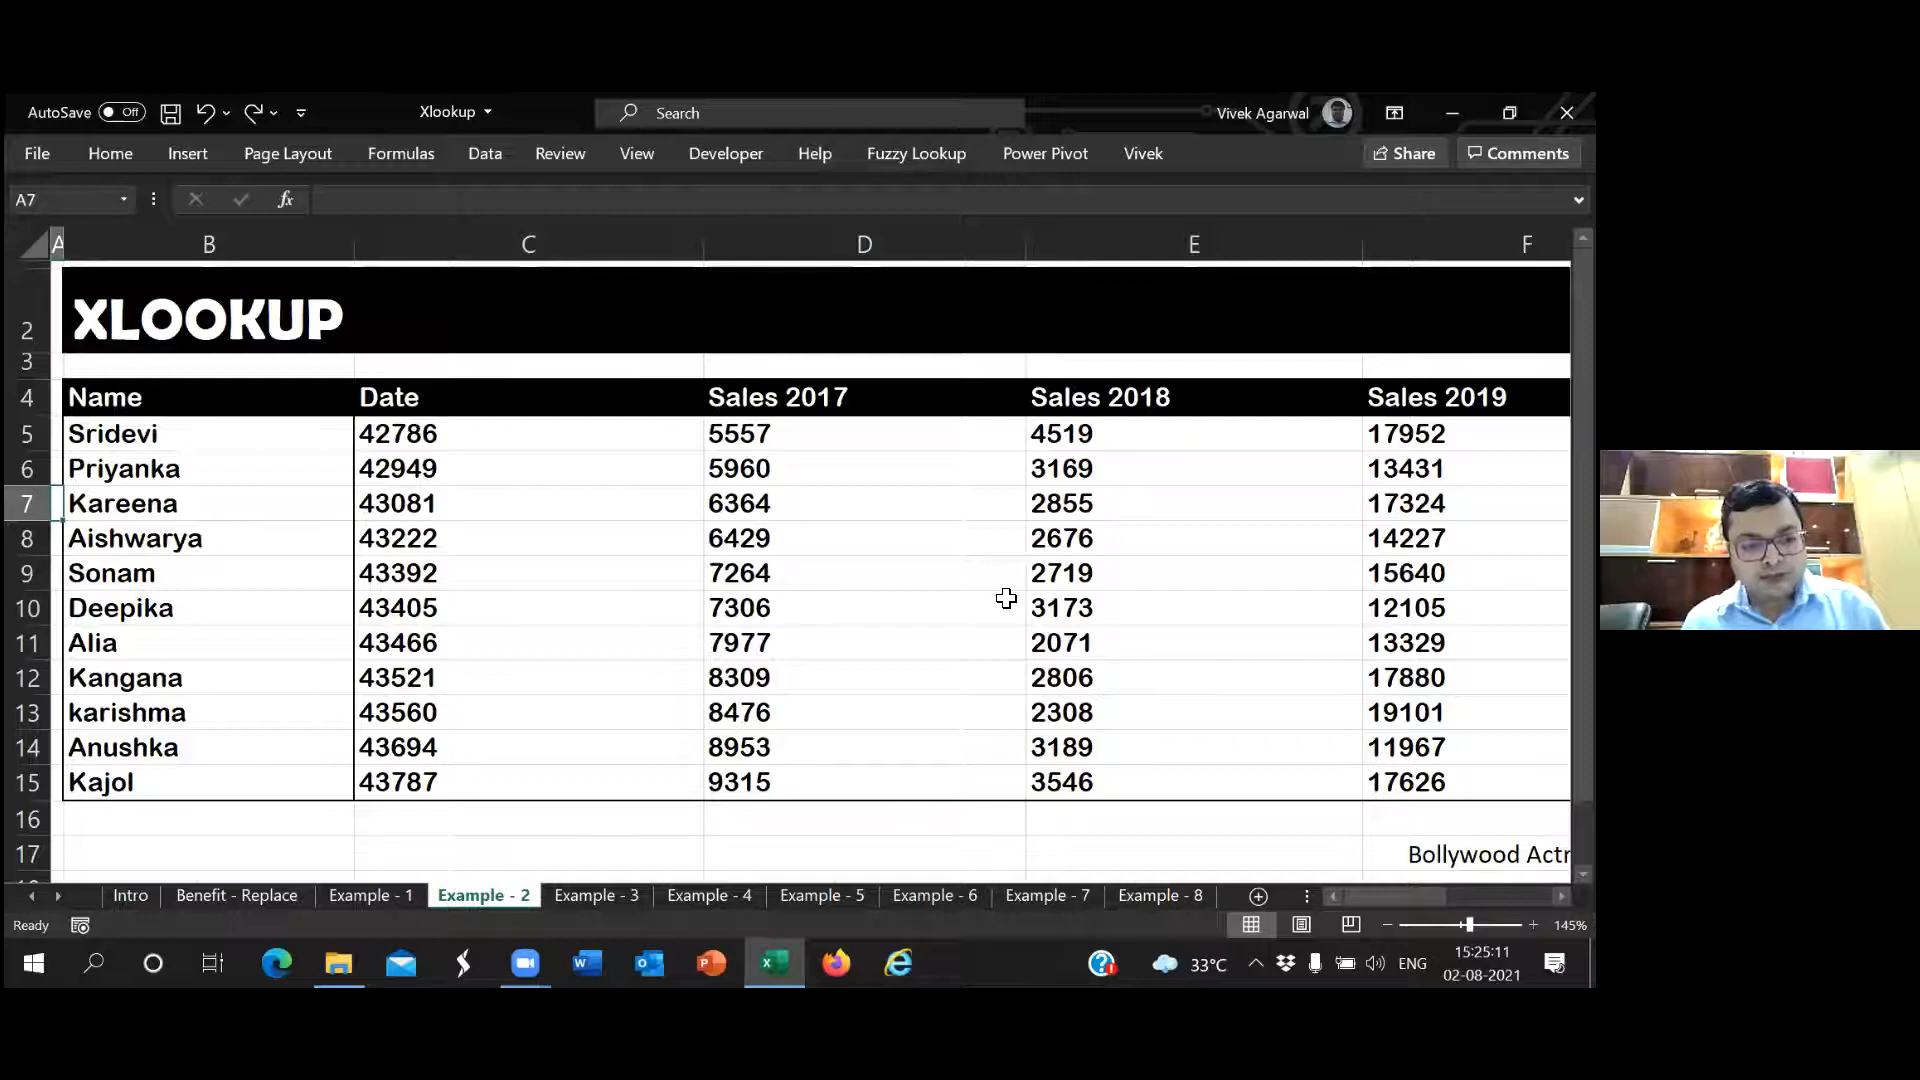 AutoSave Off Xlookup Search Vivek Agarwal
File Home Insert Page Layout Formulas Data Review View Developer Help Fuzzy Lookup Power Pivot Vivek Share Comments
A7 fx
A B C D E F
2 XLOOKUP
3
4 Name Date Sales 2017 Sales 2018 Sales 2019
5 Sridevi 42786 5557 4519 17952
6 Priyanka 42949 5960 3169 13431
7 Kareena 43081 6364 2855 17324
8 Aishwarya 43222 6429 2676 14227
9 Sonam 43392 7264 2719 15640
10 Deepika 43405 7306 3173 12105
11 Alia 43466 7977 2071 13329
12 Kangana 43521 8309 2806 17880
13 karishma 43560 8476 2308 19101
14 Anushka 43694 8953 3189 11967
15 Kajol 43787 9315 3546 17626
16
17 Bollywood Actr
Intro Benefit - Replace Example - 1 Example - 2 Example - 3 Example - 4 Example - 5 Example - 6 Example - 7 Example - 8
Ready 145%
33°C ENG 15:25:11
02-08-2021